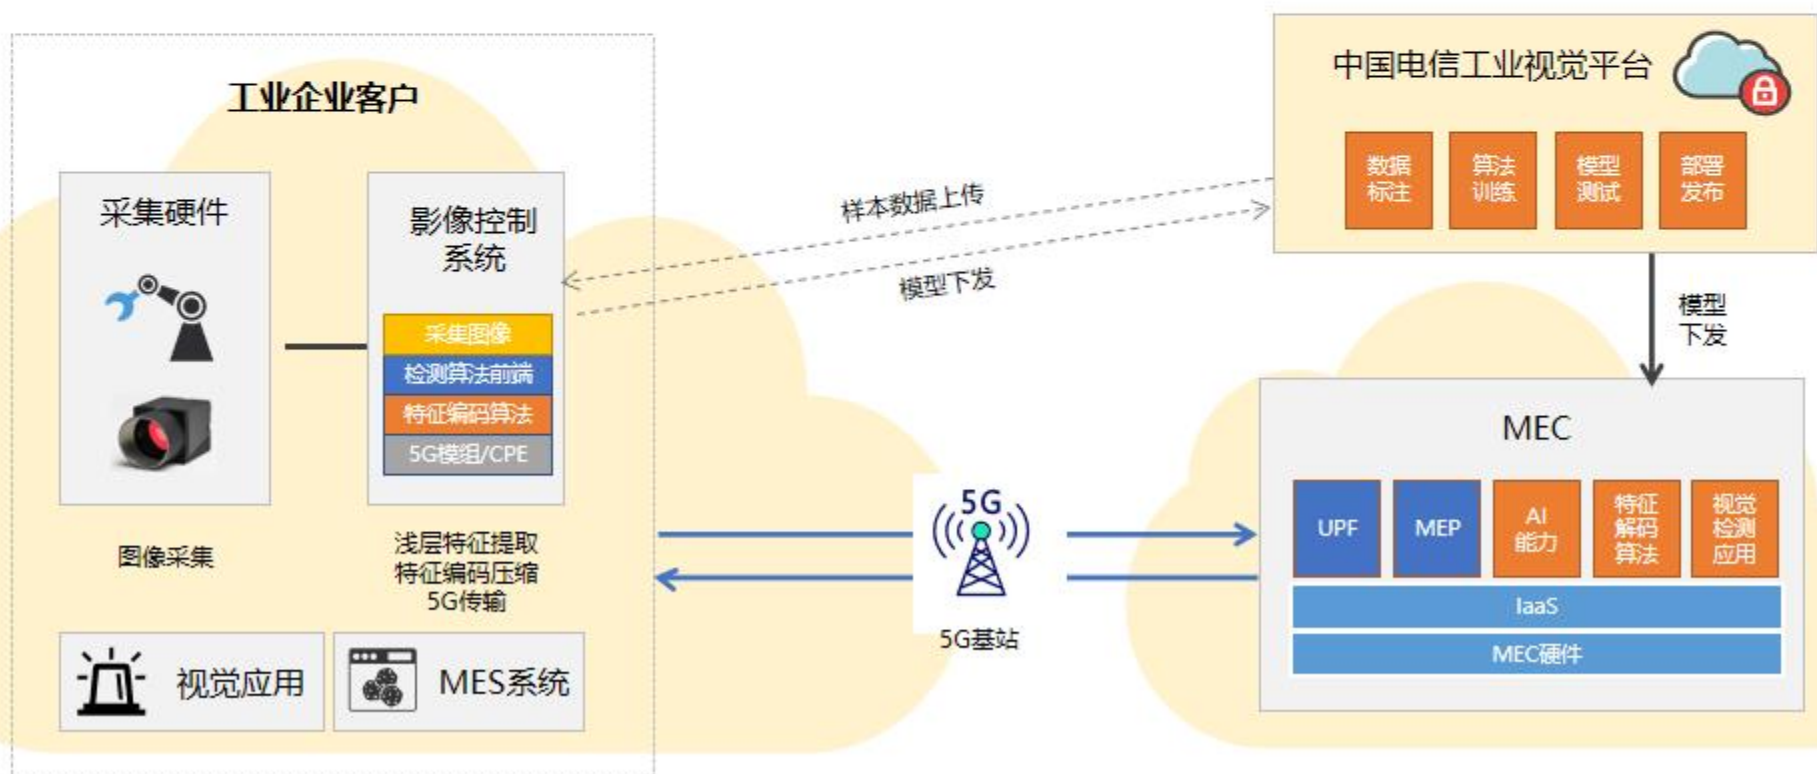 工业企业客户
采集硬件
图像采集
影像控制
系统
采集图像
检测算法前端
特征编码算法
5G模组/CPE
浅层特征提取
特征编码压缩
5G传输
视觉应用
MES系统
样本数据上传
模型下发
5G
5G基站
中国电信工业视觉平台
数据
标注
算法
训练
模型
测试
部署
发布
模型
下发
MEC
UPF
MEP
AI
能力
特征
解码
算法
视觉
检测
应用
IaaS
MEC硬件